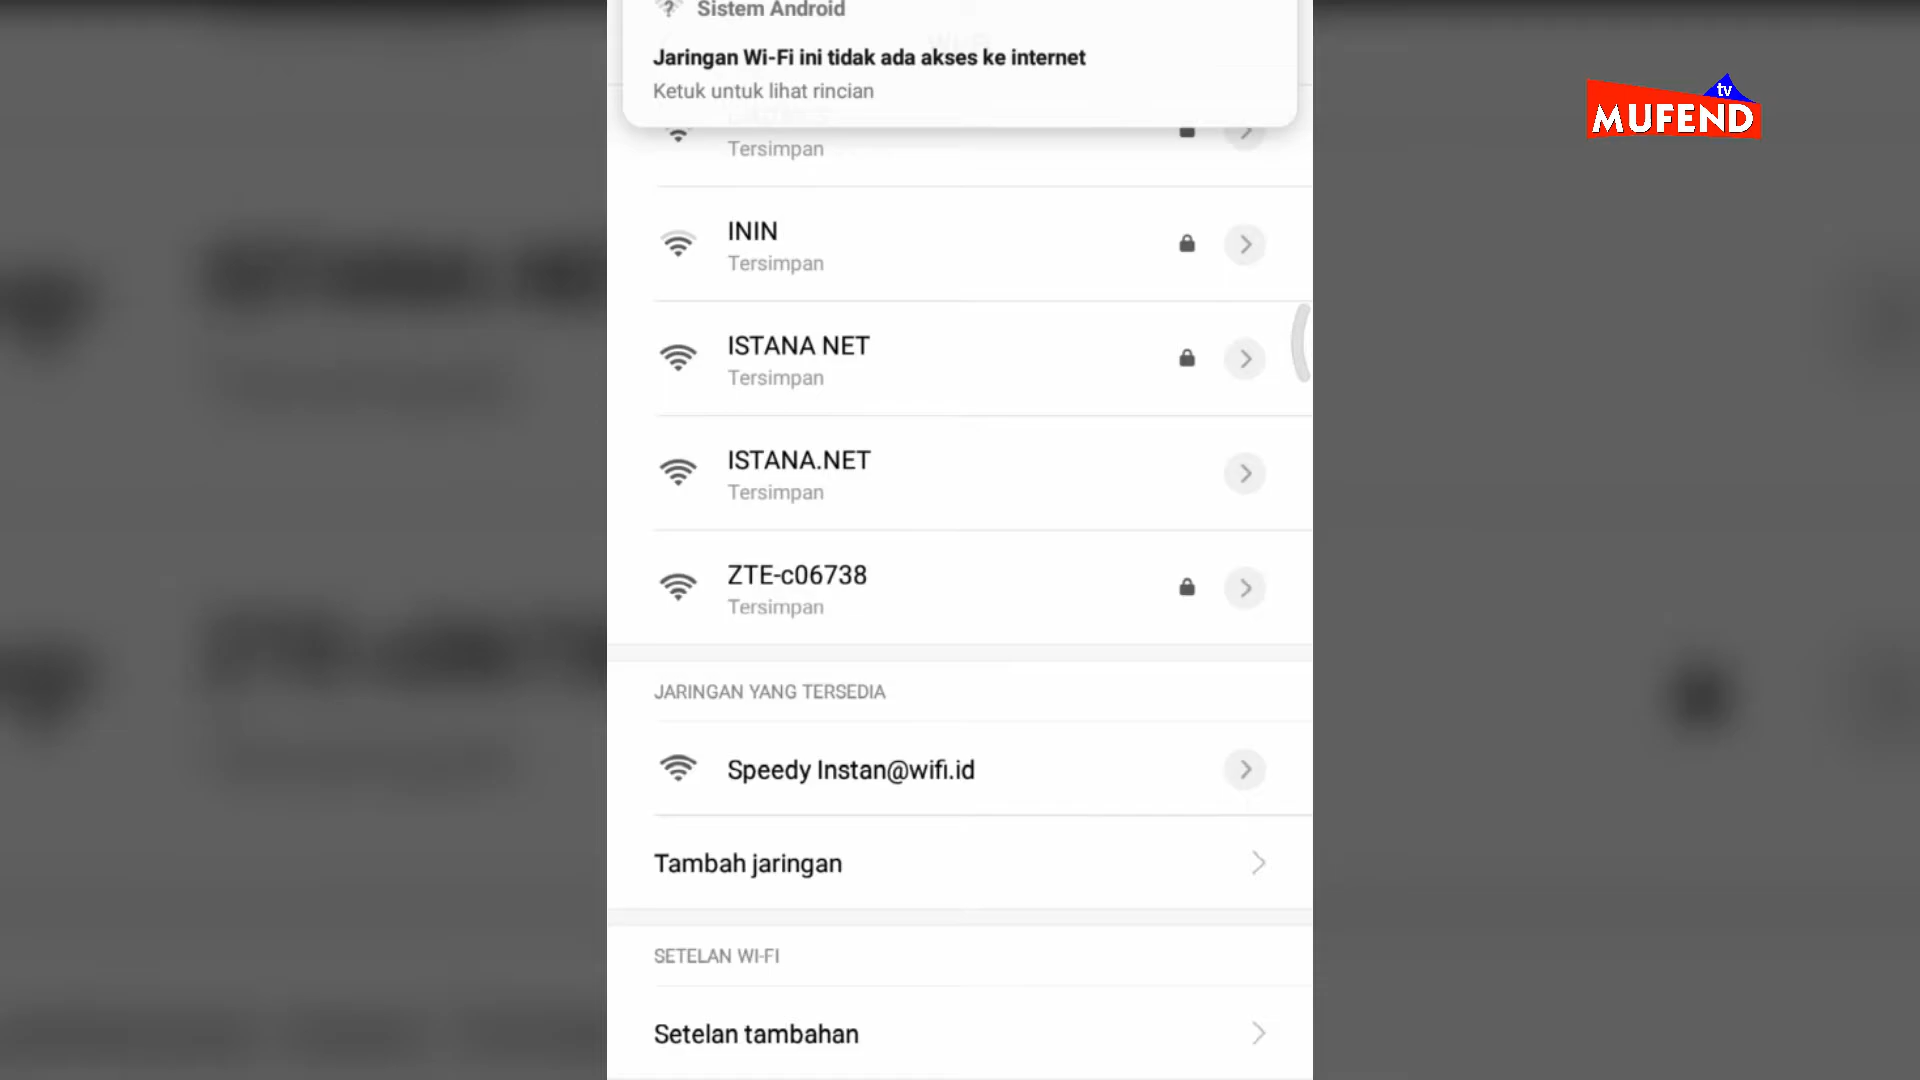 Sistem Android
Jaringan Wi-Fi ini tidak ada akses ke internet
Ketuk untuk lihat rincian
tv
MUFEND
Tersimpan
ININ
Tersimpan
ISTANA NET
Tersimpan
ISTANA.NET
Tersimpan
ZTE-c06738
Tersimpan
JARINGAN YANG TERSEDIA
Speedy Instan@wifi.id
Tambah jaringan
SETELAN WI-FI
Setelan tambahan